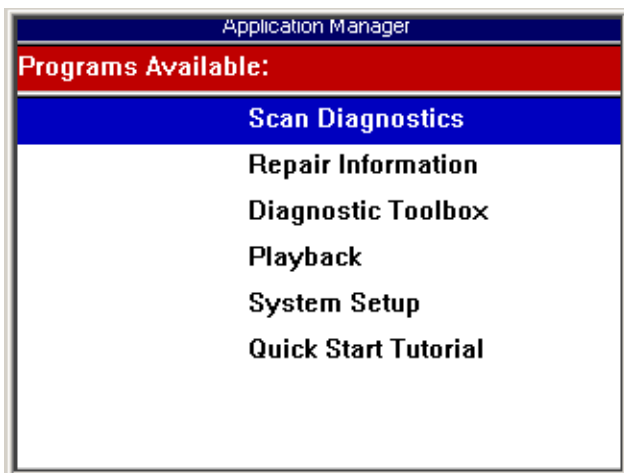 Application Manager
Programs Available:
Scan Diagnostics
Repair Information
Diagnostic Toolbox
Playback
System Setup
Quick Start Tutorial